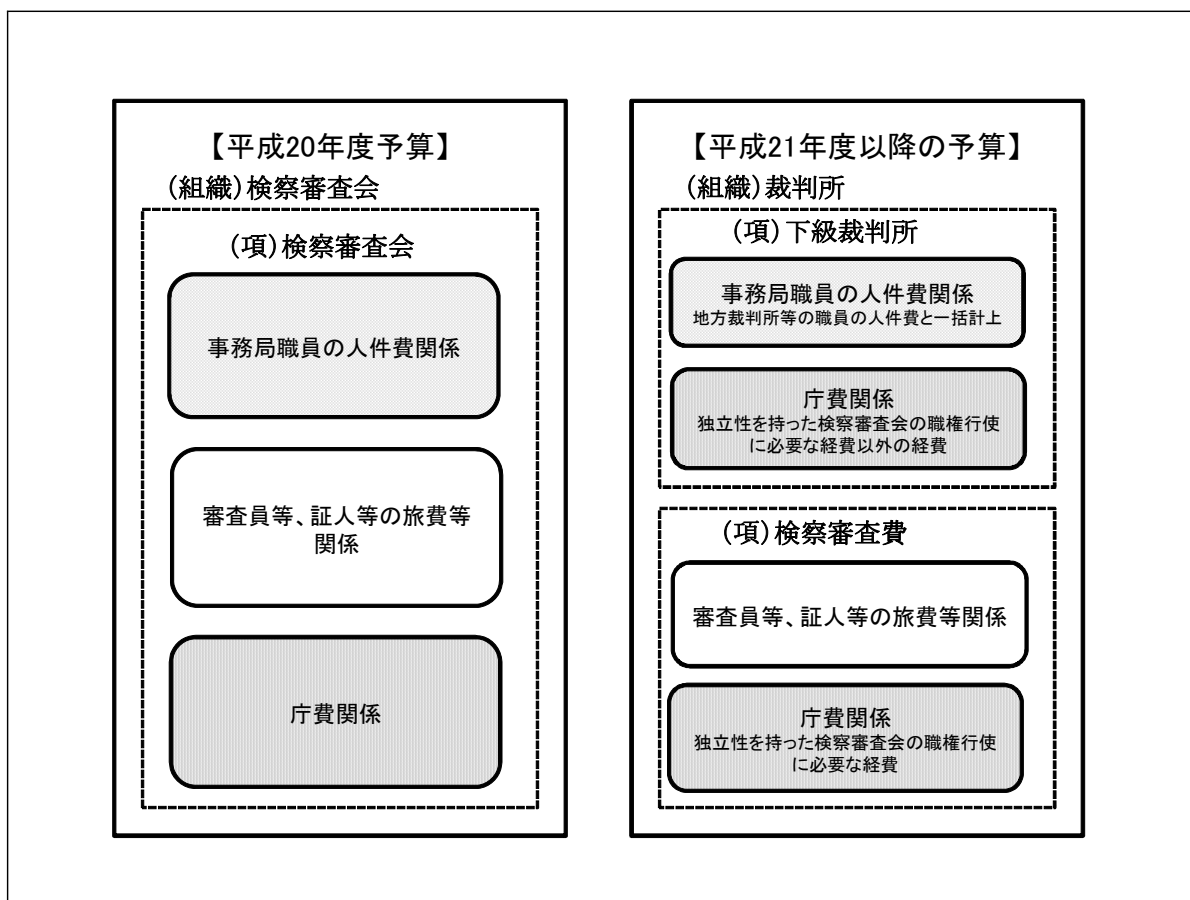 【平成20年度予算】
(組織)検察審査会
(項)検察審査会
事務局職員の人件費関係
審査員等、証人等の旅費等
関係
庁費関係
【平成21年度以降の予算】
(組織)裁判所
(項)下級裁判所
事務局職員の人件費関係
地方裁判所等の職員の人件費と一括計上
庁費関係
独立性を持った検察審査会の職権行使
に必要な経費以外の経費
(項)検察審査費
審査員等、証人等の旅費等関係
庁費関係
独立性を持った検察審査会の職権行使
に必要な経費